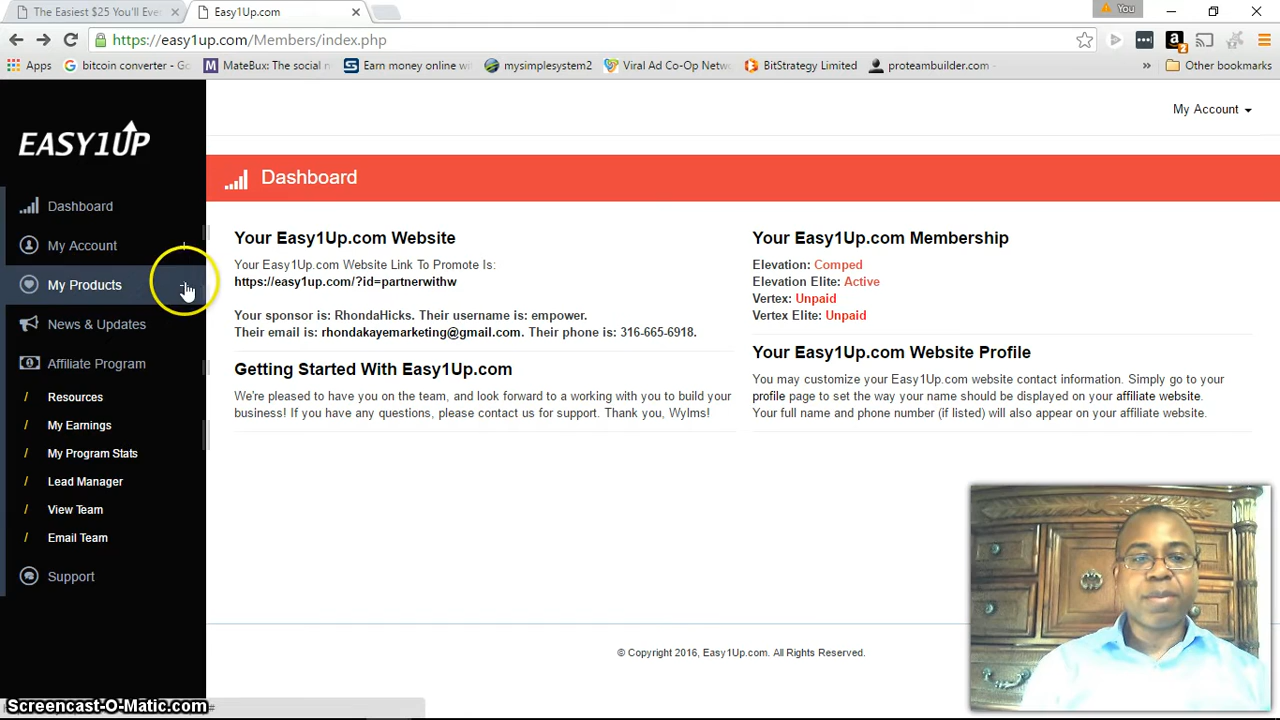 The Easiest $25 You'll Eve
Easy1Up.com
You
https://easy1up.com/Members/index.php
Apps
bitcoin converter - Go
MateBux: The social n
Earn money online w
mysimplesystem2
Viral Ad Co-Op Netw
BitStrategy Limited
proteambuilder.com -
»
Other bookmarks
EASY1UP
My Account
Dashboard
Dashboard
My Account +
My Products
News & Updates
Affiliate Program
/ Resources
/ My Earnings
/ My Program Stats
/ Lead Manager
/ View Team
/ Email Team
Support
Your Easy1Up.com Website
Your Easy1Up.com Website Link To Promote Is:
https://easy1up.com/?id=partnerwithw
Your sponsor is: RhondaHicks. Their username is: empower.
Their email is: rhondakayemarketing@gmail.com. Their phone is: 316-665-6918.
Getting Started With Easy1Up.com
We're pleased to have you on the team, and look forward to a working with you to build your
business! If you have any questions, please contact us for support. Thank you, Wylms!
Your Easy1Up.com Membership
Elevation: Comped
Elevation Elite: Active
Vertex: Unpaid
Vertex Elite: Unpaid
Your Easy1Up.com Website Profile
You may customize your Easy1Up.com website contact information. Simply go to your
profile page to set the way your name should be displayed on your affiliate website.
Your full name and phone number (if listed) will also appear on your affiliate website.
© Copyright 2016, Easy1Up.com. All Rights Reserved.
Screencast-O-Matic.com